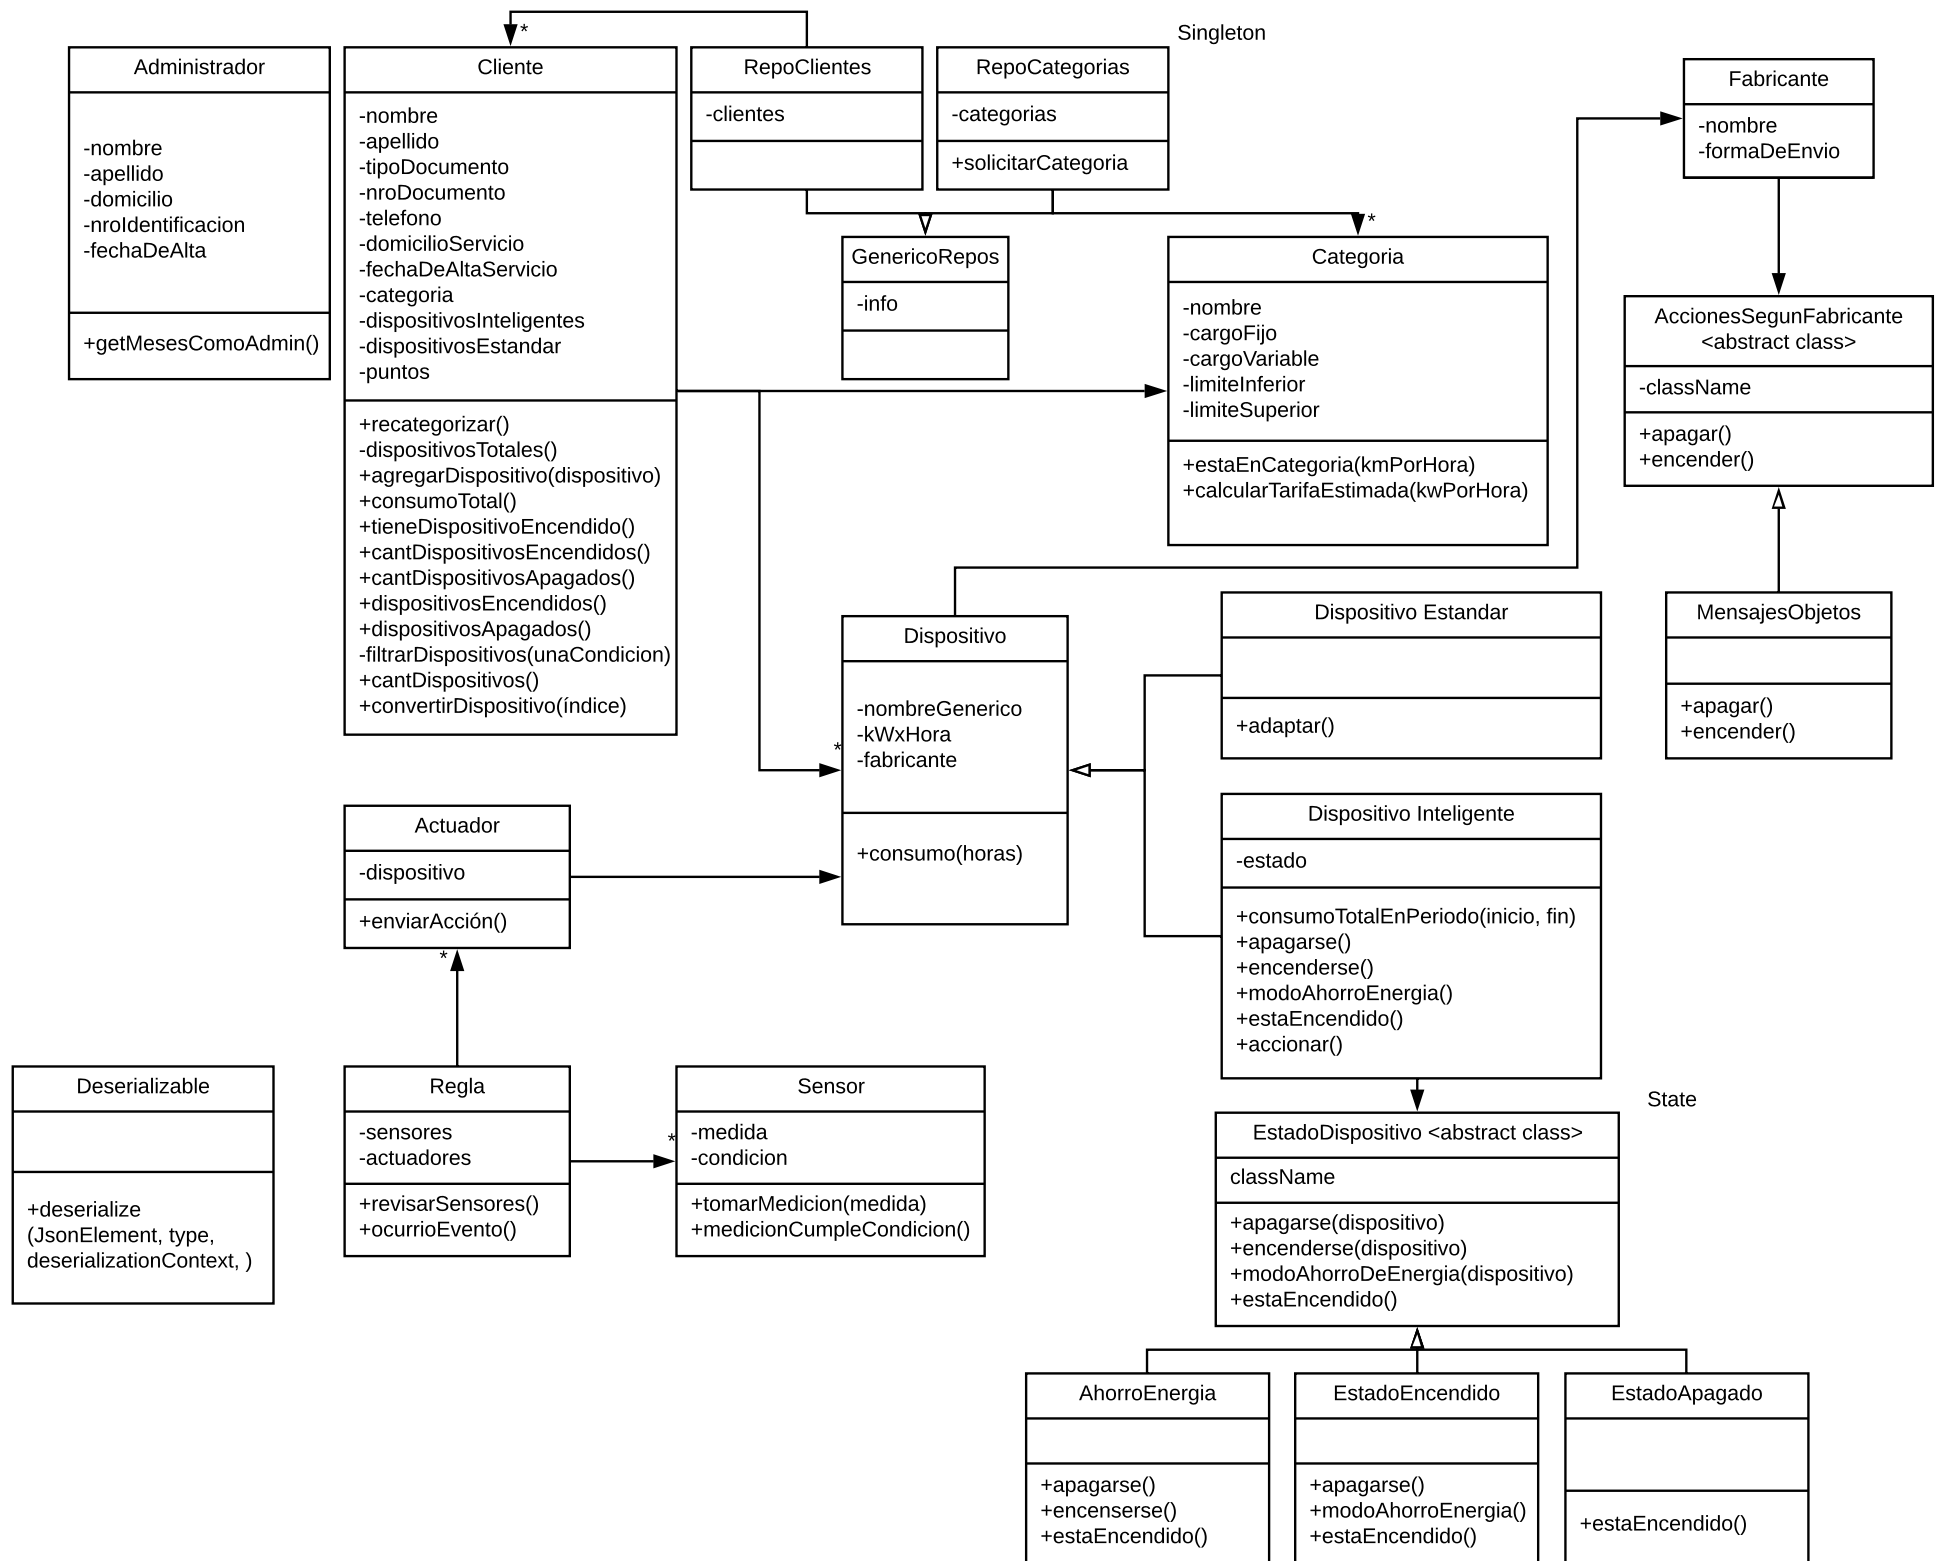 *
Singleton
Administrador
-nombre
-apellido
-domicilio
-nroIdentificacion
-fechaDeAlta
+getMesesComoAdmin()
Cliente
-nombre
-apellido
-tipoDocumento
-nroDocumento
-telefono
-domicilioServicio
-fechaDeAltaServicio
-categoria
-dispositivosInteligentes
-dispositivosEstandar
-puntos
+recategorizar()
-dispositivosTotales()
+agregarDispositivo(dispositivo)
+consumoTotal()
+tieneDispositivoEncendido()
+cantDispositivosEncendidos()
+cantDispositivosApagados()
+dispositivosEncendidos()
+dispositivosApagados()
-filtrarDispositivos(unaCondicion)
+cantDispositivos()
+convertirDispositivo(índice)
RepoClientes
-clientes
RepoCategorias
-categorias
+solicitarCategoria
Fabricante
-nombre
-formaDeEnvio
*
GenericoRepos
-info
Categoria
-nombre
-cargoFijo
-cargoVariable
-limiteInferior
-limiteSuperior
+estaEnCategoria(kmPorHora)
+calcularTarifaEstimada(kwPorHora)
AccionesSegunFabricante
<abstract class>
-className
+apagar()
+encender()
MensajesObjetos
+apagar()
+encender()
Dispositivo
-nombreGenerico
-kWxHora
-fabricante
+consumo(horas)
*
Dispositivo Estandar
+adaptar()
Dispositivo Inteligente
-estado
+consumoTotalEnPeriodo(inicio, fin)
+apagarse()
+encenderse()
+modoAhorroEnergia()
+estaEncendido()
+accionar()
Actuador
-dispositivo
+enviarAcción()
*
Deserializable
+deserialize
(JsonElement, type,
deserializationContext, )
Regla
-sensores
-actuadores
+revisarSensores()
+ocurrioEvento()
*
Sensor
-medida
-condicion
+tomarMedicion(medida)
+medicionCumpleCondicion()
State
EstadoDispositivo <abstract class>
className
+apagarse(dispositivo)
+encenderse(dispositivo)
+modoAhorroDeEnergia(dispositivo)
+estaEncendido()
AhorroEnergia
+apagarse()
+encenserse()
+estaEncendido()
EstadoEncendido
+apagarse()
+modoAhorroEnergia()
+estaEncendido()
EstadoApagado
+estaEncendido()